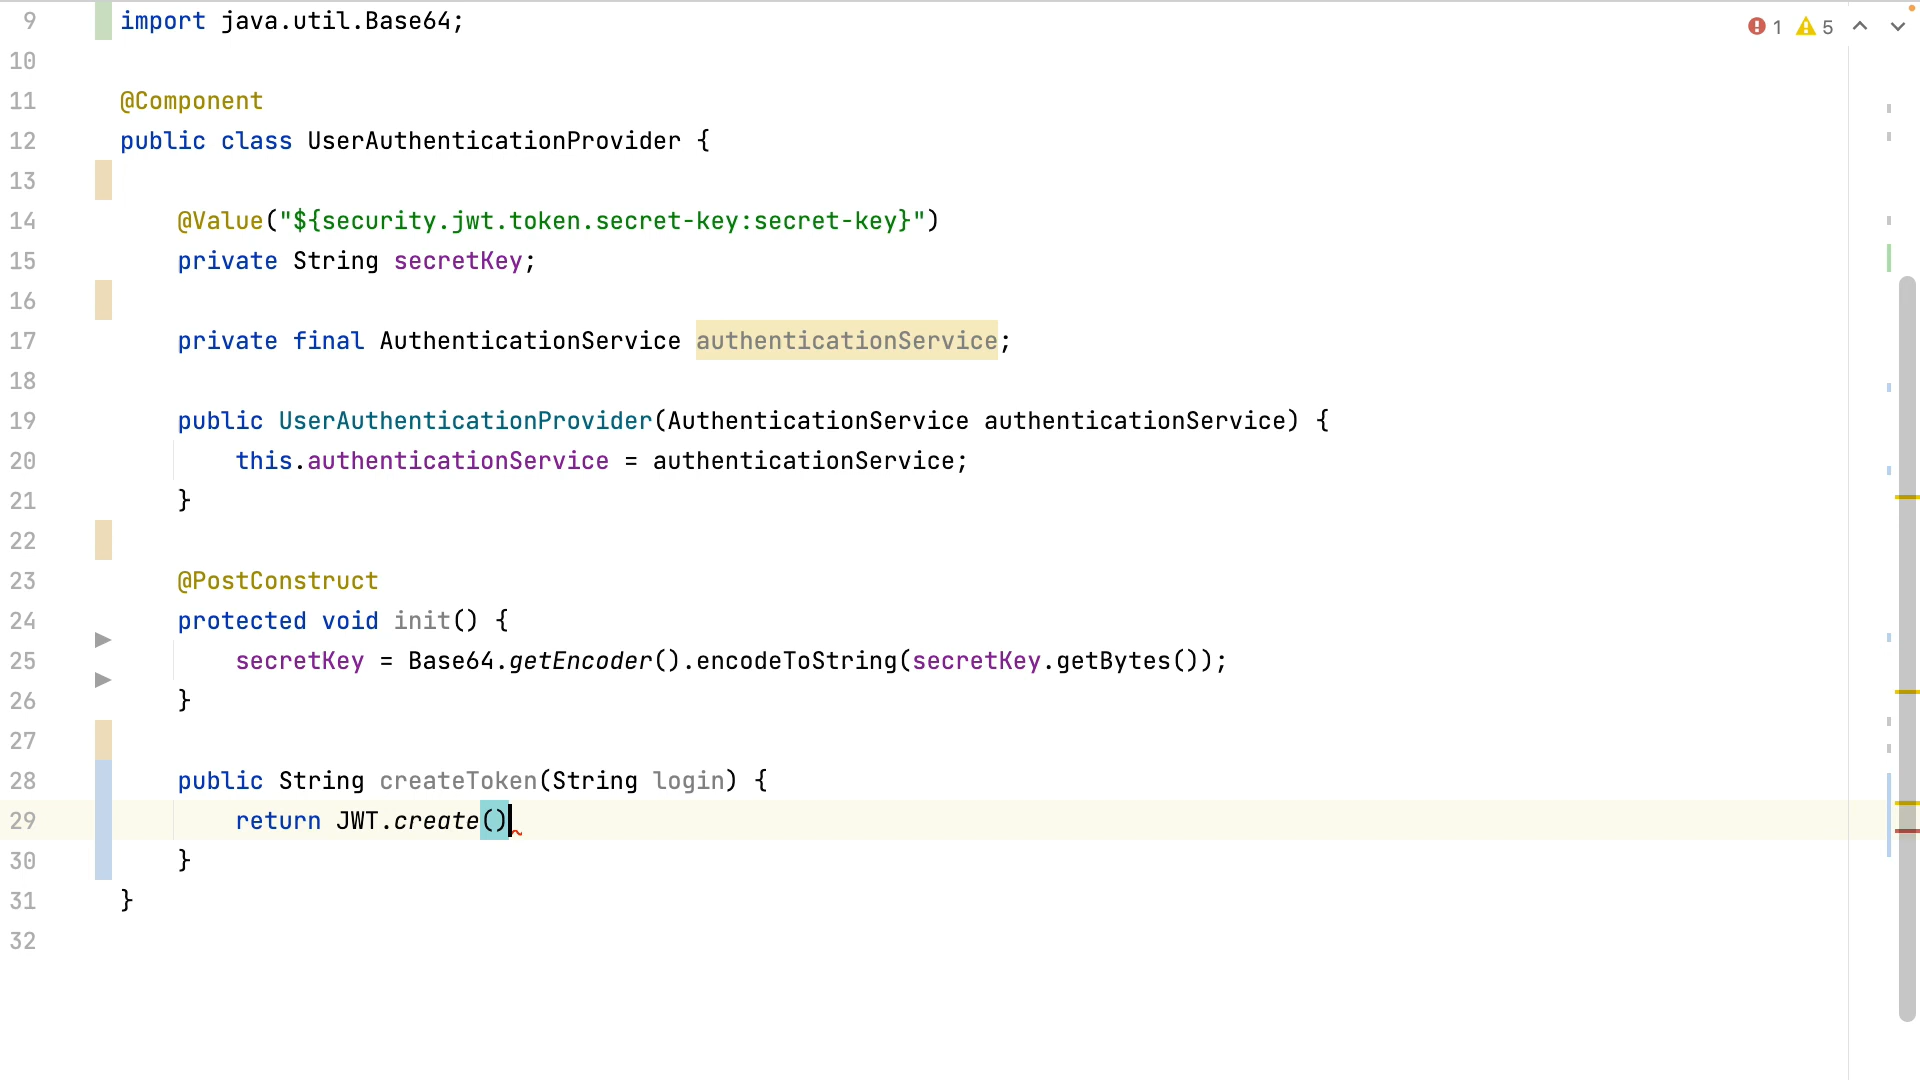 9 import java.util.Base64;
1 5
10
11 @Component
12 public class UserAuthenticationProvider {
13
14 @Value("${security.jwt.token.secret-key:secret-key}")
15 private String secretKey;
16
17 private final AuthenticationService authenticationService;
18
19 public UserAuthenticationProvider(AuthenticationService authenticationService) {
20 this.authenticationService = authenticationService;
21 }
22
23 @PostConstruct
24 protected void init() {
25 secretKey = Base64.getEncoder().encodeToString(secretKey.getBytes());
26 }
27
28 public String createToken(String login) {
29 return JWT.create()
30 }
31 }
32